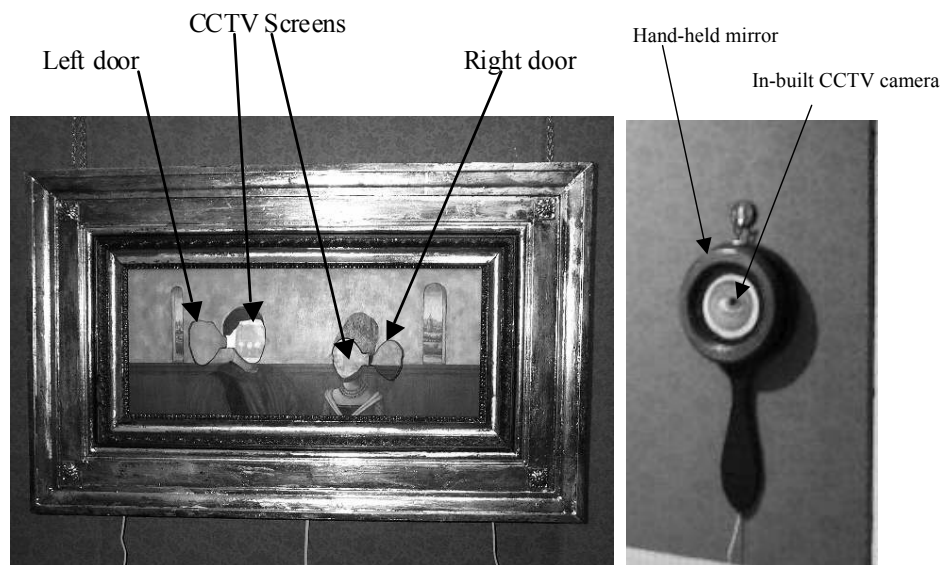 CCTV Screens
Left door
Right door
Hand-held mirror
In-built CCTV camera